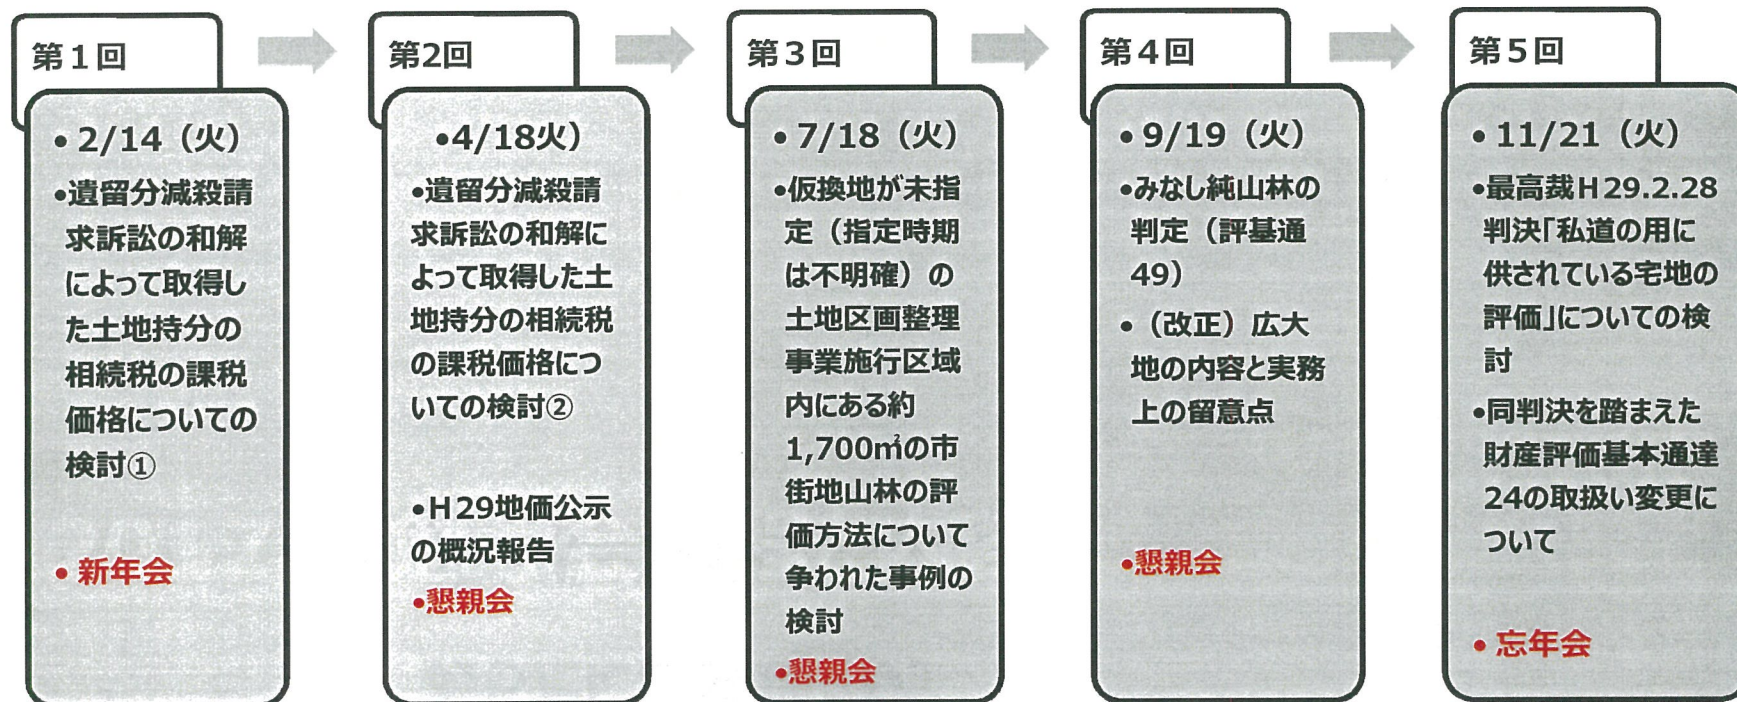 第1回
• 2/14（火）
•遺留分減殺請
求訴訟の和解
によって取得し
た土地持分の
相続税の課税
価格についての
検討①
• 新年会
第2回
•4/18火）
•遺留分減殺請
求訴訟の和解に
よって取得した土
地持分の相続税
の課税価格につ
いての検討②
•H29地価公示
の概況報告
•懇親会
第3回
• 7/18（火）
•仮換地が未指
定（指定時期
は不明確）の
土地区画整理
事業施行区域
内にある約
1,700㎡の市
街地山林の評
価方法について
争われた事例の
検討
•懇親会
第4回
• 9/19（火）
•みなし純山林の
判定（評基通
49）
•（改正）広大
地の内容と実務
上の留意点
•懇親会
第5回
• 11/21（火）
•最高裁H29.2.28
判決「私道の用に
供されている宅地の
評価」についての検
討
•同判決を踏まえた
財産評価基本通達
24の取扱い変更に
ついて
• 忘年会